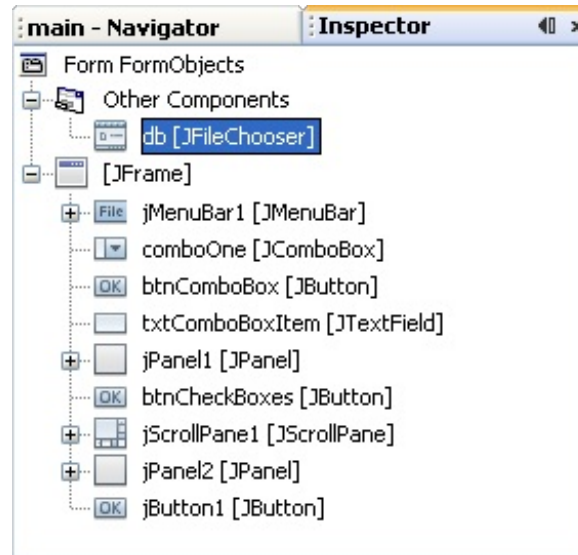 main - Navigator Inspector
Form FormObjects
Other Components
db [JFileChooser]
[JFrame]
File jMenuBar1 [JMenuBar]
comboOne [JComboBox]
OK btnComboBox [JButton]
txtComboBoxItem [JTextField]
jPanel1 [JPanel]
OK btnCheckBoxes [JButton]
jScrollPane1 [JScrollPane]
jPanel2 [JPanel]
OK jButton1 [JButton]